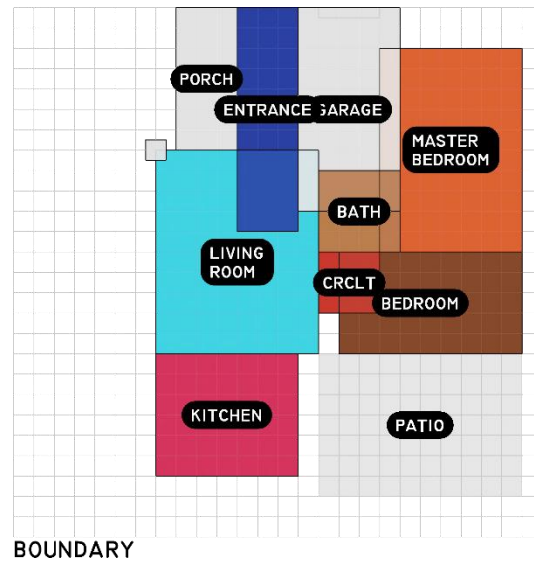 PORCH
ENTRANCE
GARAGE
MASTER
BEDROOM
BATH
LIVING
ROOM
CRCLT
BEDROOM
KITCHEN
PATIO
BOUNDARY